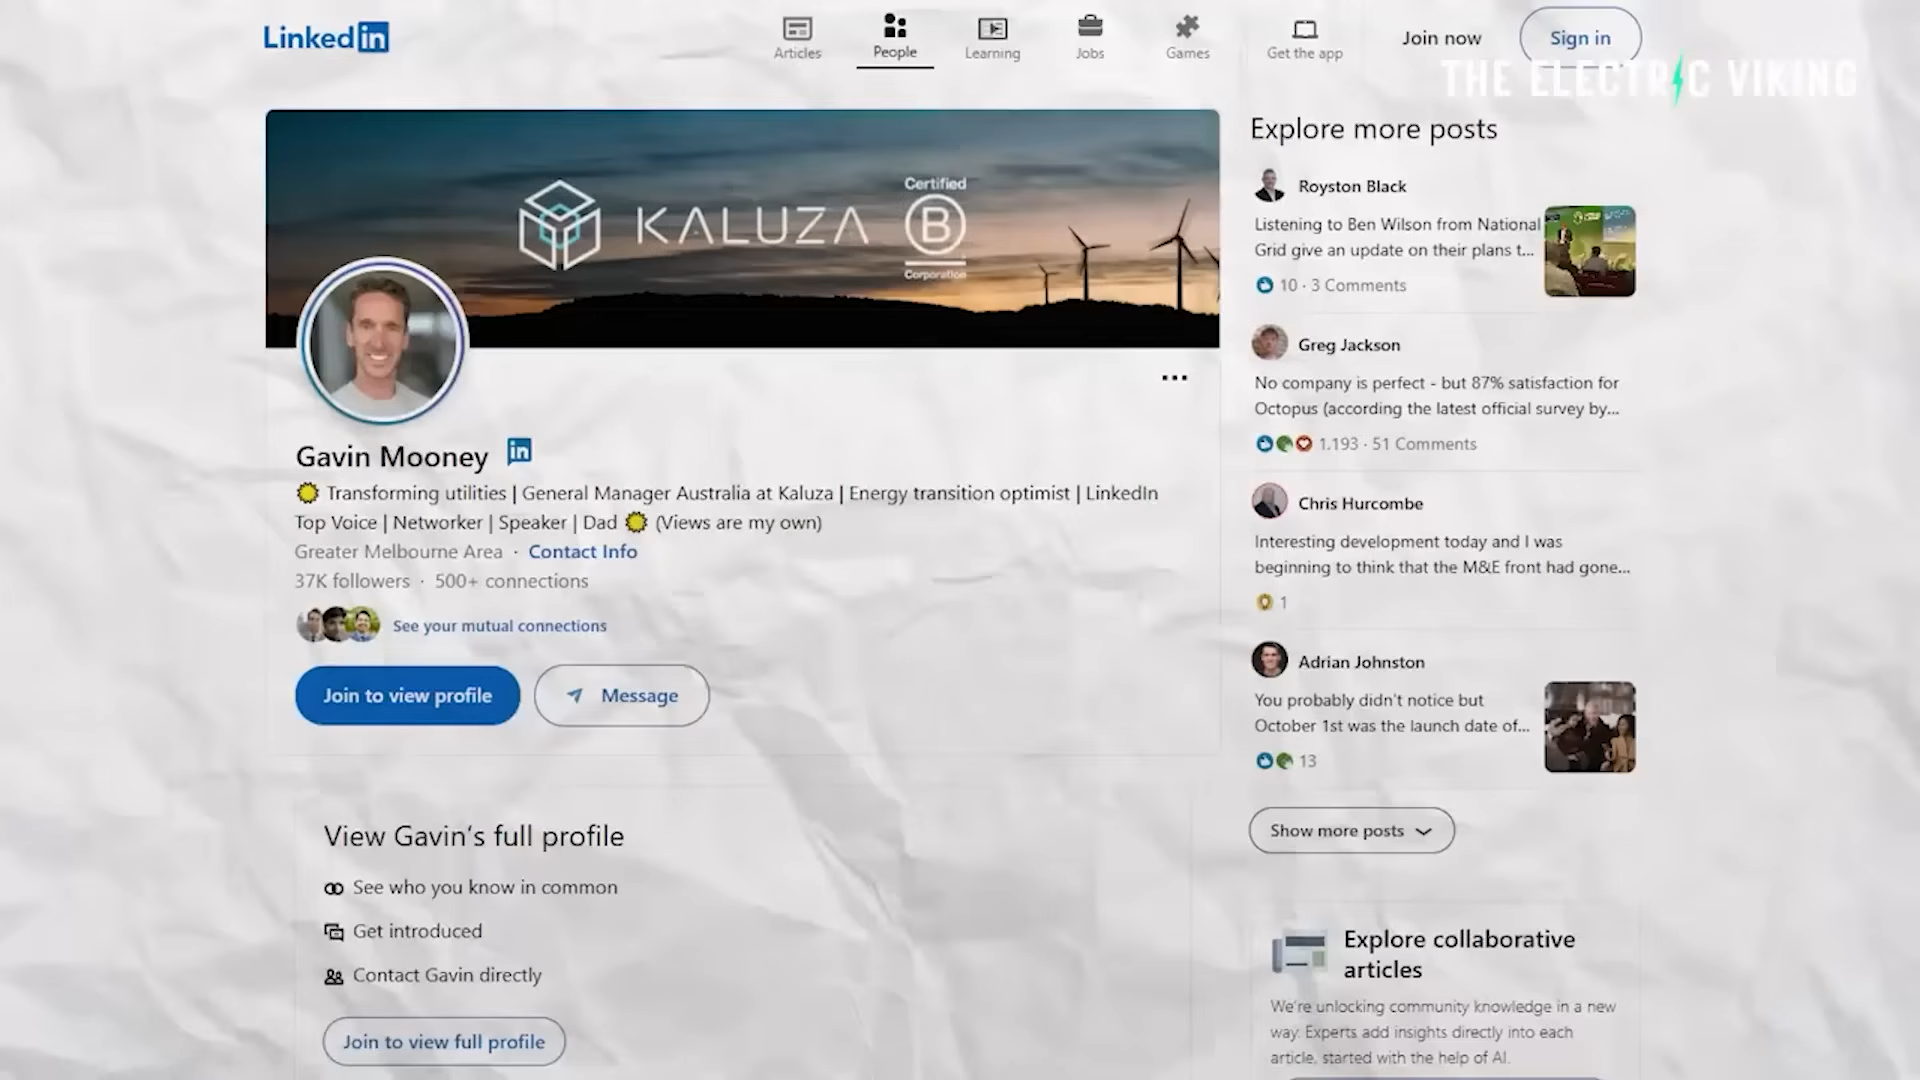 Linked in
Articles
People
Learning
Jobs
Games
Get the app
Join now
Sign in
THE ELECTRIC VIKING
KALUZA
Certified
B
Corporation
Gavin Mooney in
Transforming utilities | General Manager Australia at Kaluza | Energy transition optimist | LinkedIn
Top Voice | Networker | Speaker | Dad (Views are my own)
Greater Melbourne Area · Contact Info
37K followers · 500+ connections
See your mutual connections
Join to view profile
Message
View Gavin's full profile
See who you know in common
Get introduced
Contact Gavin directly
Join to view full profile
Explore more posts
Royston Black
Listening to Ben Wilson from National
Grid give an update on their plans t...
10 · 3 Comments
Greg Jackson
No company is perfect - but 87% satisfaction for
Octopus (according the latest official survey by...
1,193 · 51 Comments
Chris Hurcombe
Interesting development today and I was
beginning to think that the M&E front had gone...
1
Adrian Johnston
You probably didn't notice but
October 1st was the launch date of...
13
Show more posts
Explore collaborative
articles
We're unlocking community knowledge in a new
way. Experts add insights directly into each
article, started with the help of AI.